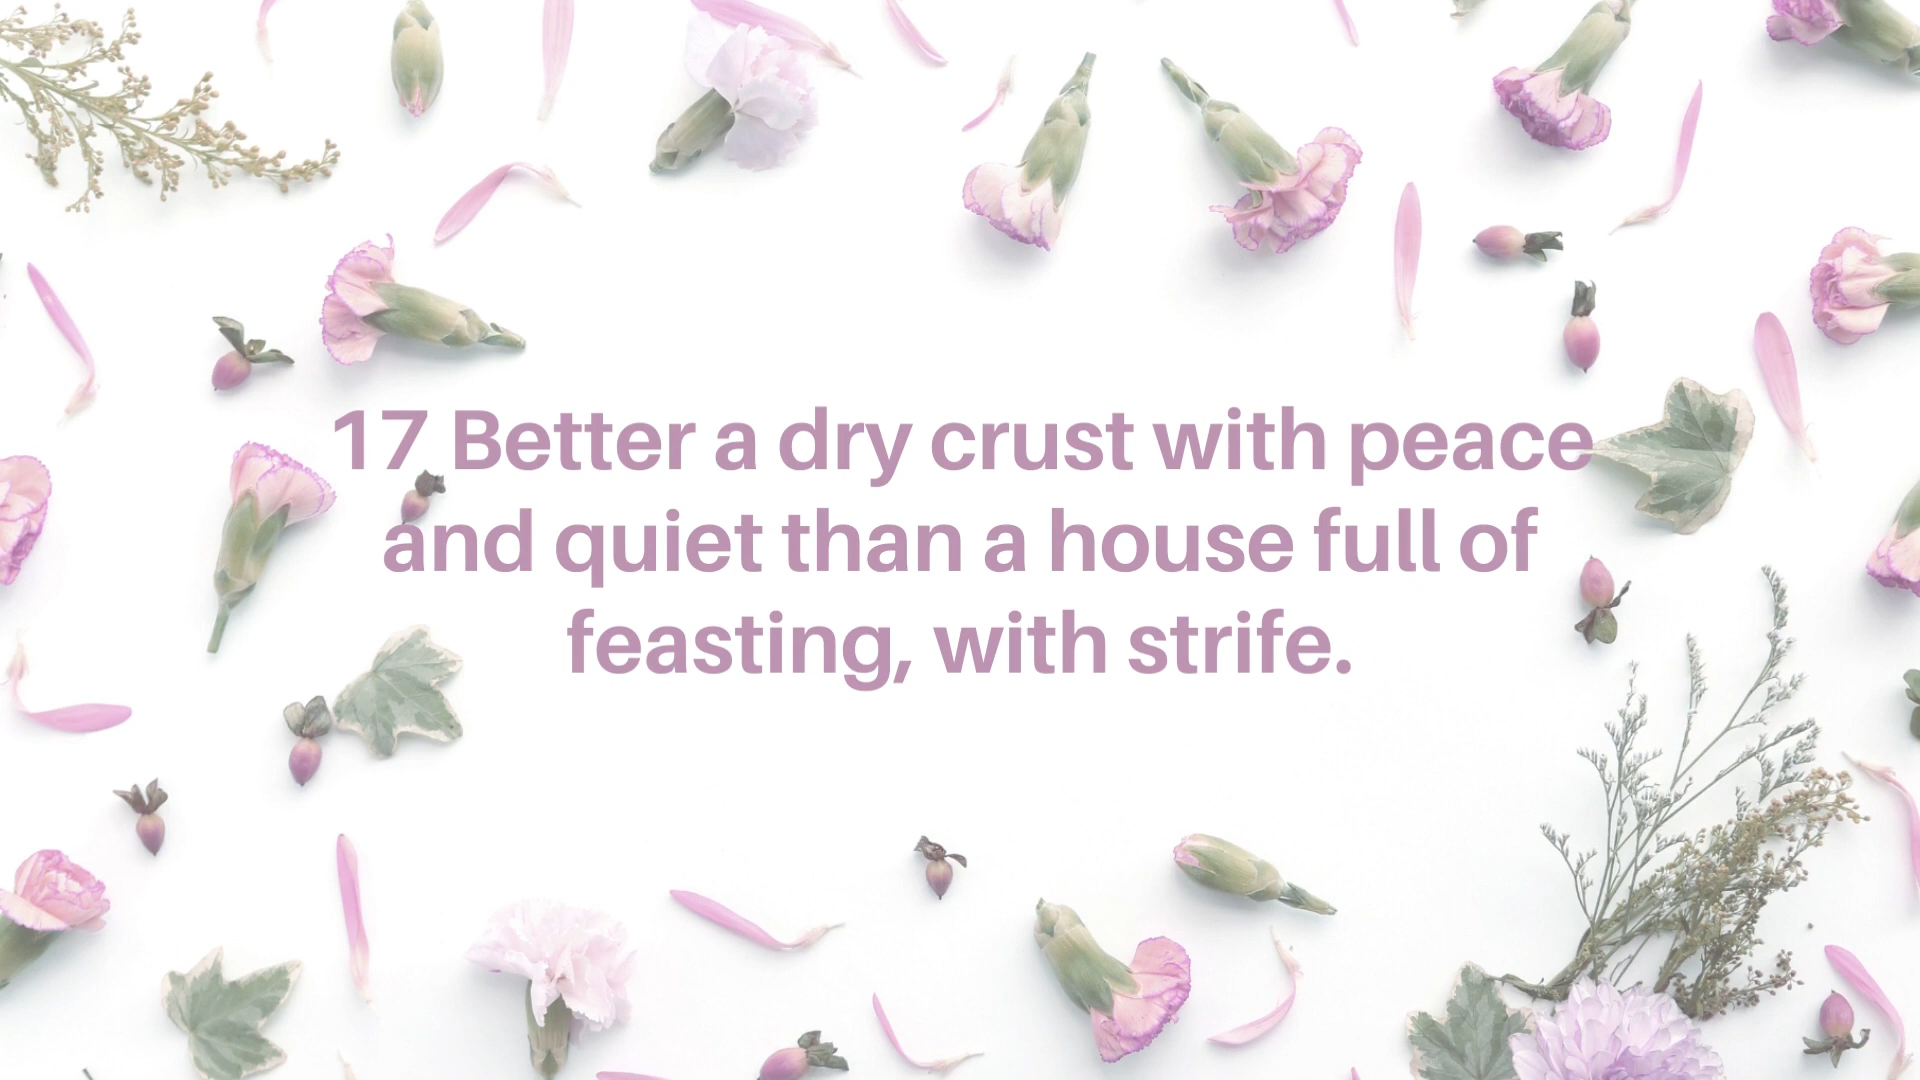 17 Better a dry crust with peace
and quiet than a house full of
feasting, with strife.